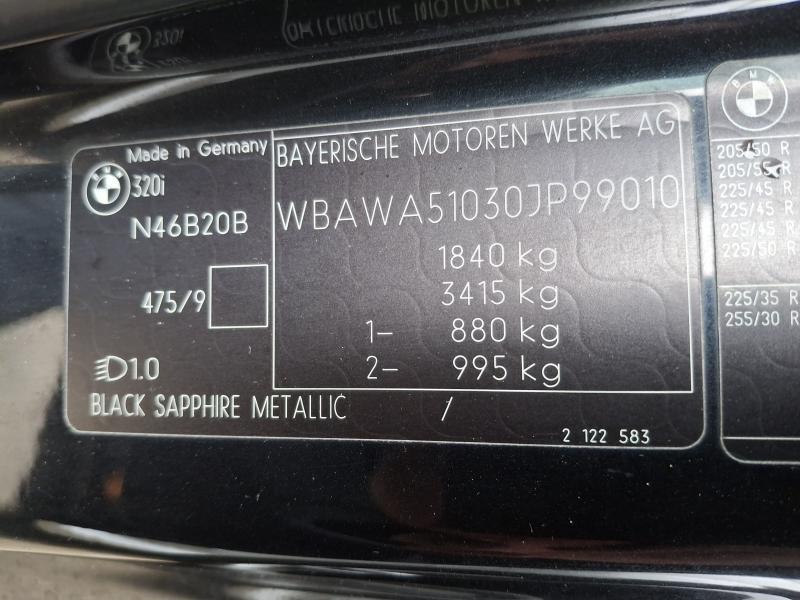 Made in Germany
BAYERISCHE MOTOREN WERKE AG
BMW
320i
WBAWA51030JP99010
N46B20B
1840 kg
475/9
3415 kg
1- 880 kg
1.0
2- 995 kg
BLACK SAPPHIRE METALLIC /
2 122 583
BMW
205/50 R
205/55 R
225/45 R
225/45 R
225/45 R
225/50 R
225/35 R
255/30 R